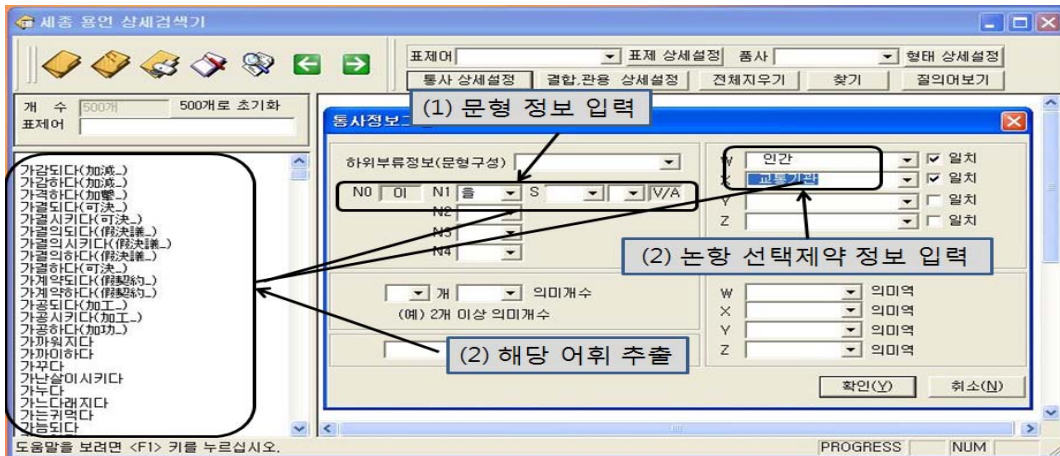 세종 용언 상세검색기
표제어 표제 상세설정 품사 형태 상세설정
통사 상세설정 결합,관용 상세설정 전체지우기 찾기 질의어보기
개 수 500개 500개로 초기화
표제어
(1) 문형 정보 입력
통사정보
하위부류정보(문형구성)
N0 이 N1 을 S V/A
N2
N3
N4
W 인간 일치
X 교통기관 일치
Y 일치
Z 일치
(2) 논항 선택제약 정보 입력
개 의미개수
(예) 2개 이상 의미개수
W 의미역
X 의미역
Y 의미역
Z 의미역
(2) 해당 어휘 추출
확인(Y) 취소(N)
가감되다(加減_)
가감하다(加減_)
가격하다(加擊_)
가결되다(可決_)
가결시키다(可決_)
가결의되다(假決議_)
가결의시키다(假決議_)
가결의하다(假決議_)
가결하다(可決_)
가계약되다(假契約_)
가계약하다(假契約_)
가공되다(加工_)
가공시키다(加工_)
가공하다(加功_)
가까워지다
가까이하다
가꾸다
가난살이시키다
가누다
가느다래지다
가는귀먹다
가늠되다
도움말을 보려면 <F1> 키를 누르십시오.
PROGRESS NUM